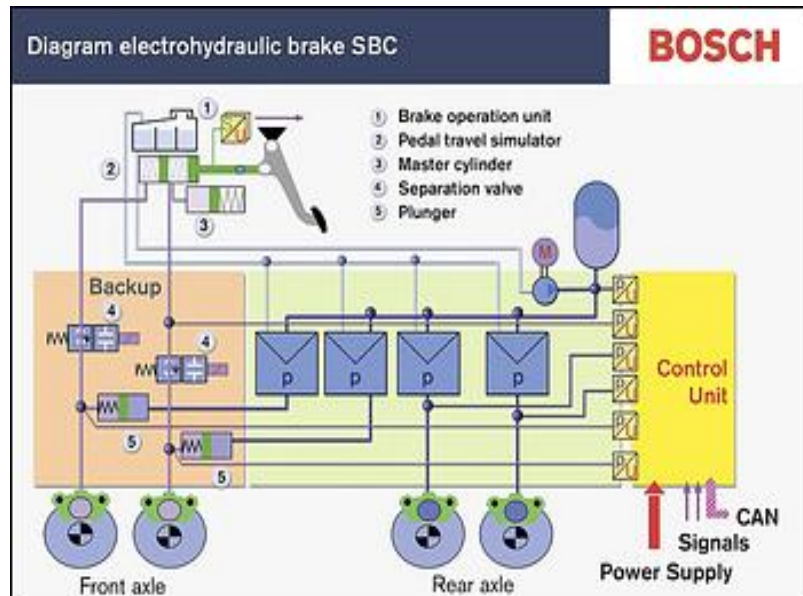 Diagram electrohydraulic brake SBC
BOSCH
1
1 Brake operation unit
2 Pedal travel simulator
3 Master cylinder
4 Separation valve
5 Plunger
2
3
M
Backup
4
4
p
p
p
p
P
P
P
P
P
P
Control
Unit
5
5
CAN
Signals
Power Supply
Front axle
Rear axle